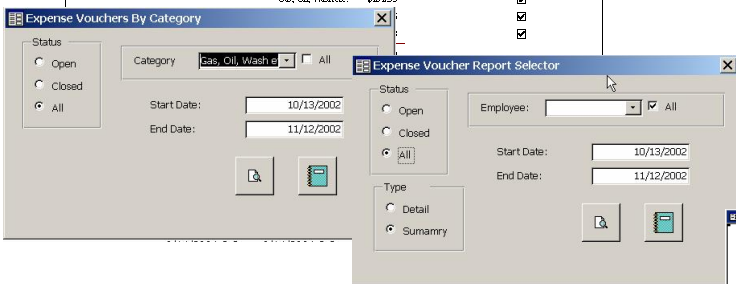 Expense Vouchers By Category
Status
Open
Closed
All
Category
Gas, Oil, Wash e
All
Start Date:
10/13/2002
End Date:
11/12/2002
Expense Voucher Report Selector
Status
Open
Closed
All
Employee:
All
Start Date:
10/13/2002
End Date:
11/12/2002
Type
Detail
Sumamry